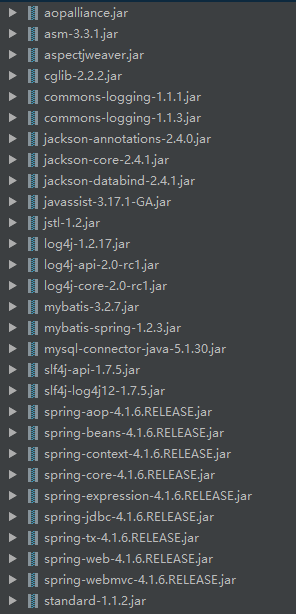 aopalliance.jar
asm-3.3.1.jar
aspectjweaver.jar
cglib-2.2.2.jar
commons-logging-1.1.1.jar
commons-logging-1.1.3.jar
jackson-annotations-2.4.0.jar
jackson-core-2.4.1.jar
jackson-databind-2.4.1.jar
javassist-3.17.1-GA.jar
jstl-1.2.jar
log4j-1.2.17.jar
log4j-api-2.0-rc1.jar
log4j-core-2.0-rc1.jar
mybatis-3.2.7.jar
mybatis-spring-1.2.3.jar
mysql-connector-java-5.1.30.jar
slf4j-api-1.7.5.jar
slf4j-log4j12-1.7.5.jar
spring-aop-4.1.6.RELEASE.jar
spring-beans-4.1.6.RELEASE.jar
spring-context-4.1.6.RELEASE.jar
spring-core-4.1.6.RELEASE.jar
spring-expression-4.1.6.RELEASE.jar
spring-jdbc-4.1.6.RELEASE.jar
spring-tx-4.1.6.RELEASE.jar
spring-web-4.1.6.RELEASE.jar
spring-webmvc-4.1.6.RELEASE.jar
standard-1.1.2.jar